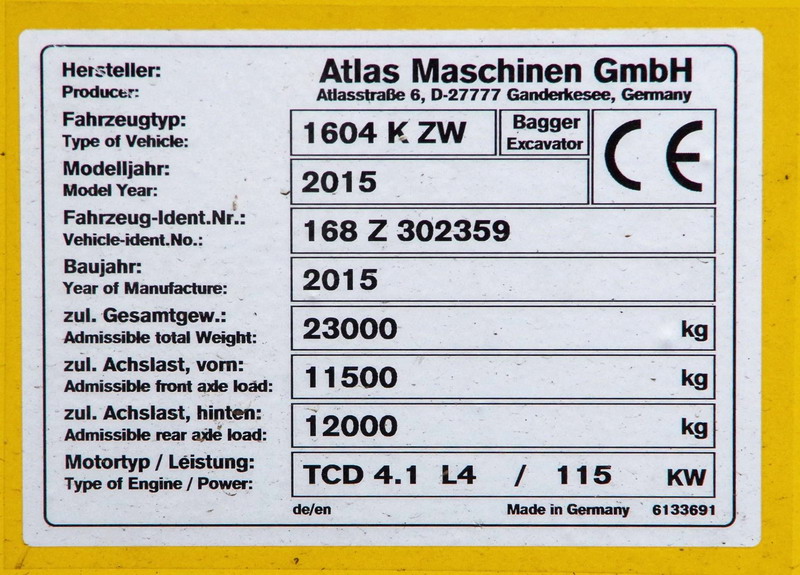 Hersteller: Atlas Maschinen GmbH
Producer: Atlasstraße 6, D-27777 Ganderkesee, Germany
Fahrzeugtyp: 1604 K ZW Bagger CE
Type of Vehicle: Excavator
Modelljahr: 2015
Model Year:
Fahrzeug-Ident.Nr.: 168 Z 302359
Vehicle-ident.No.:
Baujahr: 2015
Year of Manufacture:
zul. Gesamtgew.: 23000 kg
Admissible total Weight:
zul. Achslast, vorn: 11500 kg
Admissible front axle load:
zul. Achslast, hinten: 12000 kg
Admissible rear axle load:
Motortyp / Leistung: TCD 4.1 L4 / 115 KW
Type of Engine / Power:
de/en Made in Germany 6133691